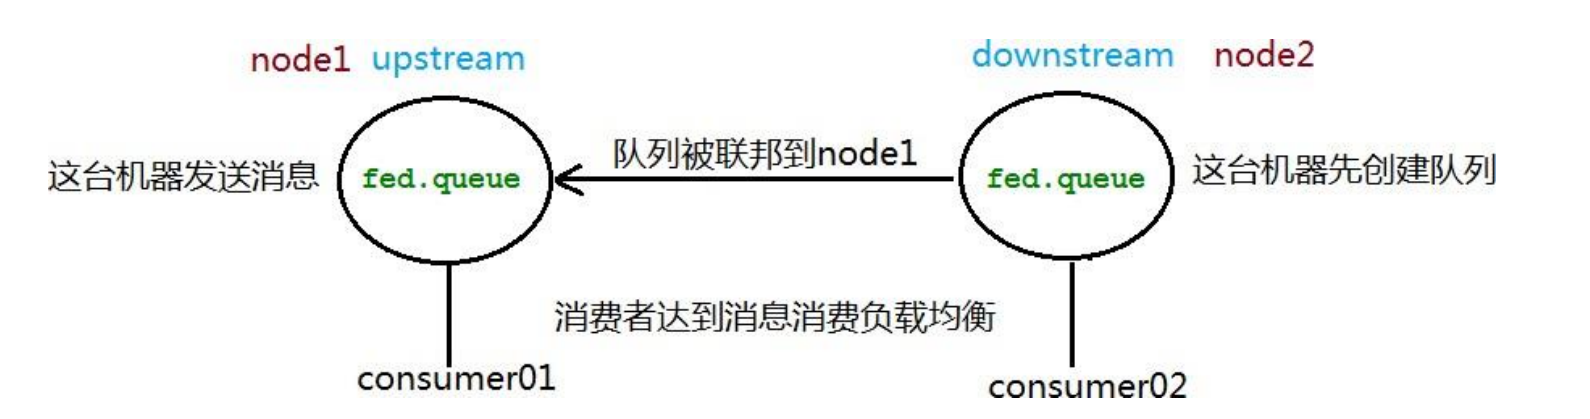 node1 upstream
downstream node2
这台机器发送消息
fed.queue
队列被联邦到node1
fed.queue
这台机器先创建队列
消费者达到消息消费负载均衡
consumer01
consumer02